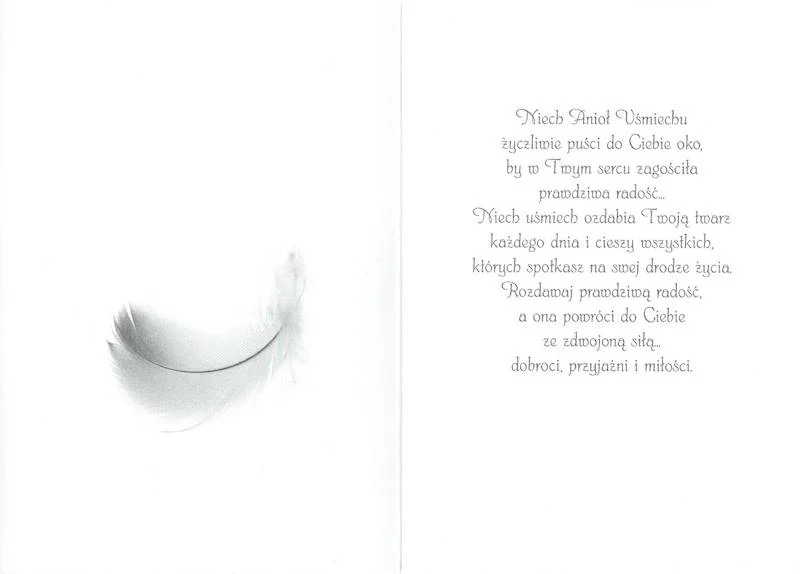 Niech Anioł Uśmiechu
życzliwie puści do Ciebie oko,
by w Twym sercu zagościła
prawdziwa radość...
Niech uśmiech ozdabia Twoją twarz
każdego dnia i cieszy wszystkich,
których spotkasz na swej drodze życia.
Rozdawaj prawdziwą radość,
a ona powróci do Ciebie
ze zdwojoną siłą...
dobroci, przyjaźni i miłości.